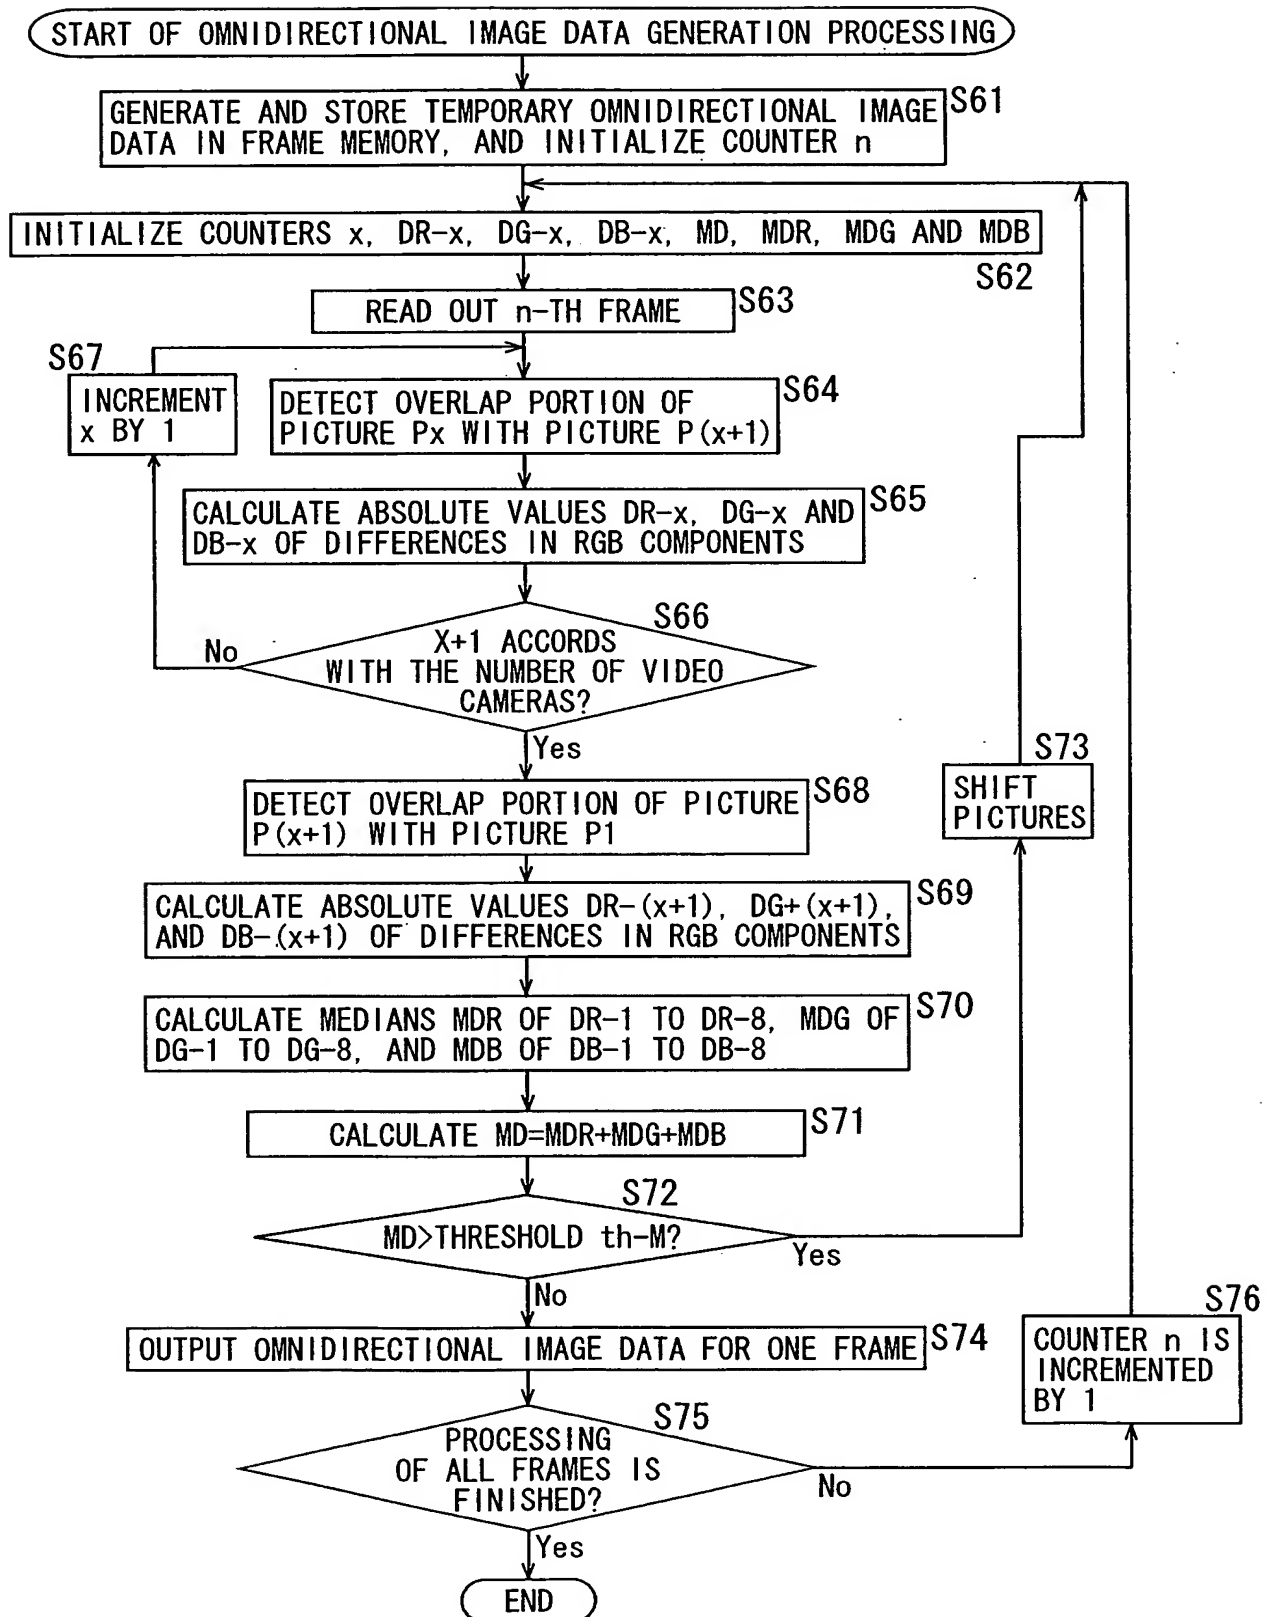 START OF OMNIDIRECTIONAL IMAGE DATA GENERATION PROCESSING
GENERATE AND STORE TEMPORARY OMNIDIRECTIONAL IMAGE
DATA IN FRAME MEMORY, AND INITIALIZE COUNTER n
S61
INITIALIZE COUNTERS x, DR-x, DG-x, DB-x, MD, MDR, MDG AND MDB
S62
READ OUT n-TH FRAME
S63
S67
INCREMENT
x BY 1
DETECT OVERLAP PORTION OF
PICTURE Px WITH PICTURE P(x+1)
S64
CALCULATE ABSOLUTE VALUES DR-x, DG-x AND
DB-x OF DIFFERENCES IN RGB COMPONENTS
S65
S66
X+1 ACCORDS
WITH THE NUMBER OF VIDEO
CAMERAS?
No
Yes
DETECT OVERLAP PORTION OF PICTURE
P(x+1) WITH PICTURE P1
S68
S73
SHIFT
PICTURES
CALCULATE ABSOLUTE VALUES DR-(x+1), DG+(x+1),
AND DB-(x+1) OF DIFFERENCES IN RGB COMPONENTS
S69
CALCULATE MEDIANS MDR OF DR-1 TO DR-8, MDG OF
DG-1 TO DG-8, AND MDB OF DB-1 TO DB-8
S70
CALCULATE MD=MDR+MDG+MDB
S71
S72
MD>THRESHOLD th-M?
Yes
No
OUTPUT OMNIDIRECTIONAL IMAGE DATA FOR ONE FRAME
S74
S76
COUNTER n IS
INCREMENTED
BY 1
S75
PROCESSING
OF ALL FRAMES IS
FINISHED?
No
Yes
END